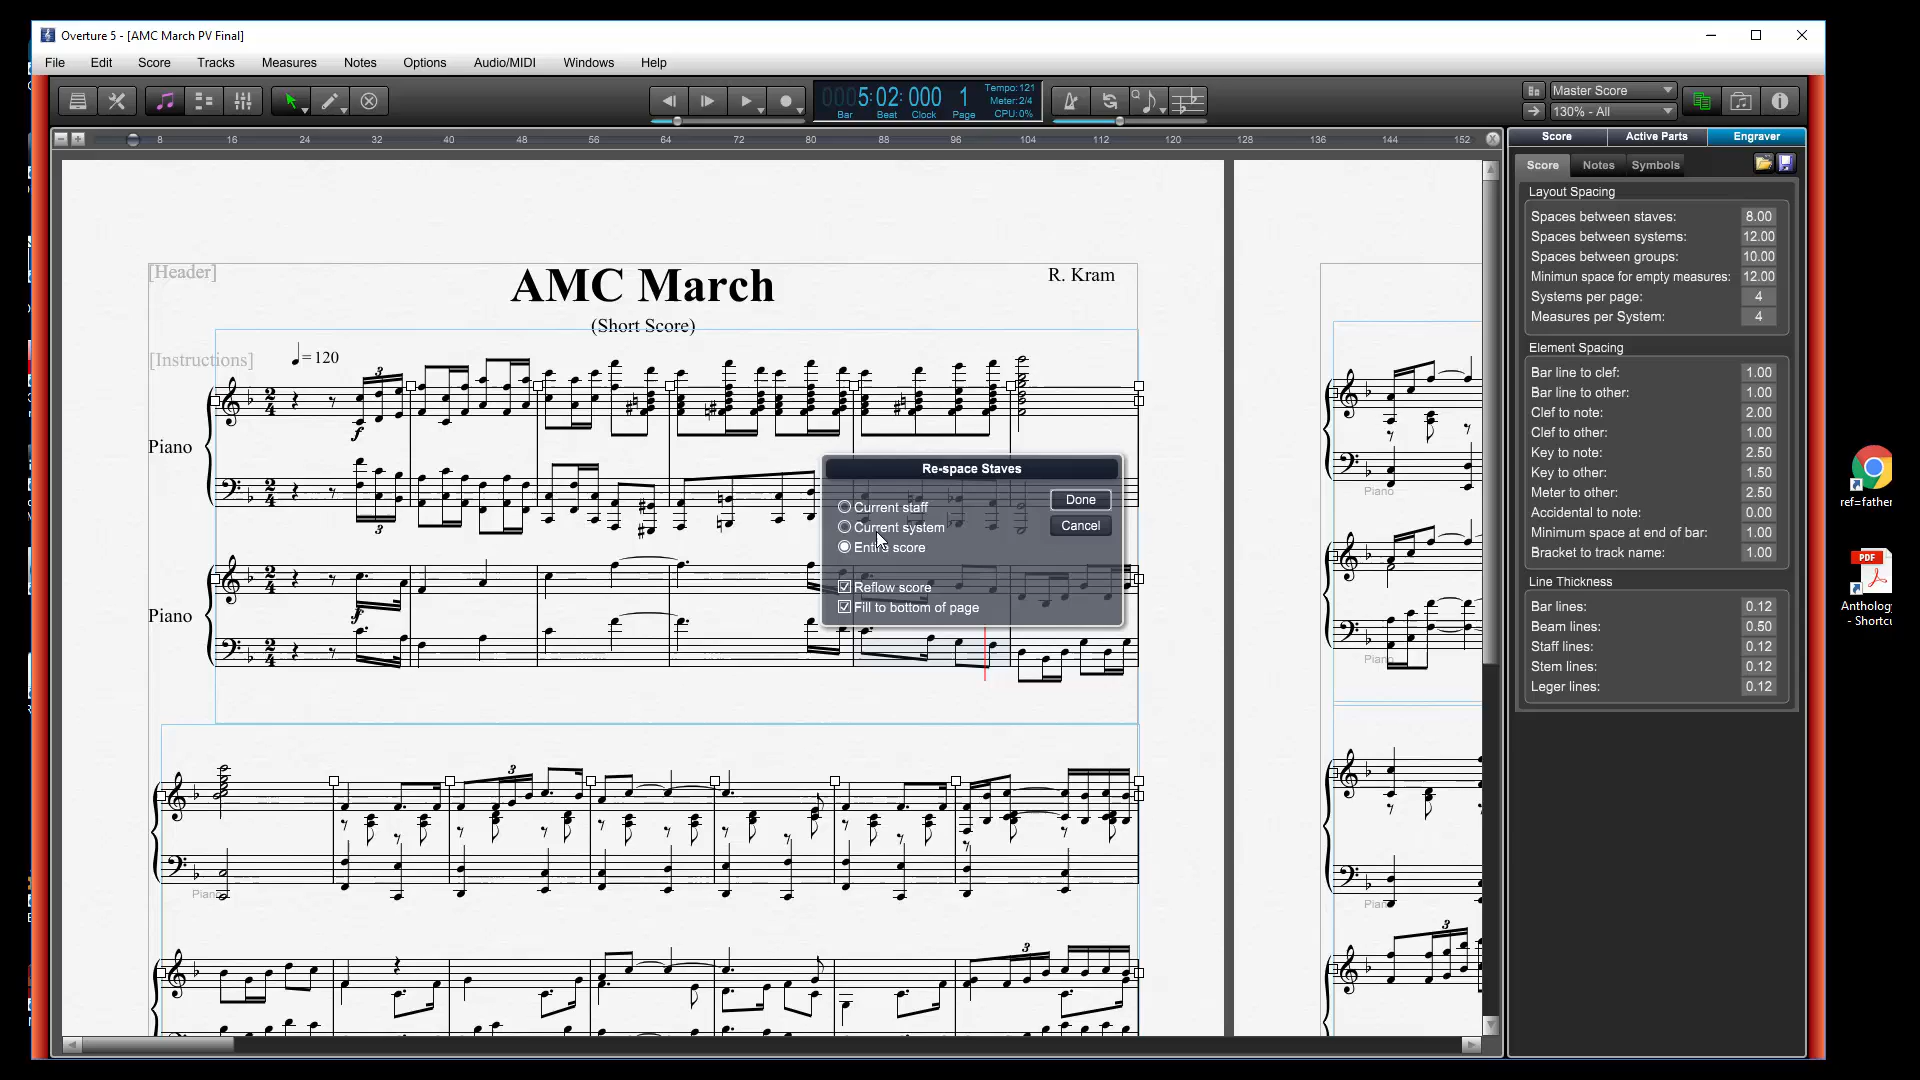 Overture 5 - [AMC March PV Final]
File Edit Score Tracks Measures Notes Options Audio/MIDI Windows Help
0005:02:000 1
Bar Beat Clock Page
Tempo:121
Meter:2/4
CPU:0%
Master Score
130% - All
8 16 24 32 40 48 56 64 72 80 88 96 104 112 120 128 136 144 152
Score Active Parts Engraver
Score Notes Symbols
Layout Spacing
Spaces between staves: 8.00
Spaces between systems: 12.00
Spaces between groups: 10.00
Minimun space for empty measures: 12.00
Systems per page: 4
Measures per System: 4
Element Spacing
Bar line to clef: 1.00
Bar line to other: 1.00
Clef to note: 2.00
Clef to other: 1.00
Key to note: 2.50
Key to other: 1.50
Meter to other: 2.50
Accidental to note: 0.00
Minimum space at end of bar: 1.00
Bracket to track name: 1.00
Line Thickness
Bar lines: 0.12
Beam lines: 0.50
Staff lines: 0.12
Stem lines: 0.12
Leger lines: 0.12
[Header]
AMC March
R. Kram
(Short Score)
[Instructions]
=120
Piano
Piano
Piano
Piano
Piano
Piano
Re-space Staves
Current staff
Current system
Entire score
Reflow score
Fill to bottom of page
Done
Cancel
ref=father
PDF
Anthology
- Shortcu